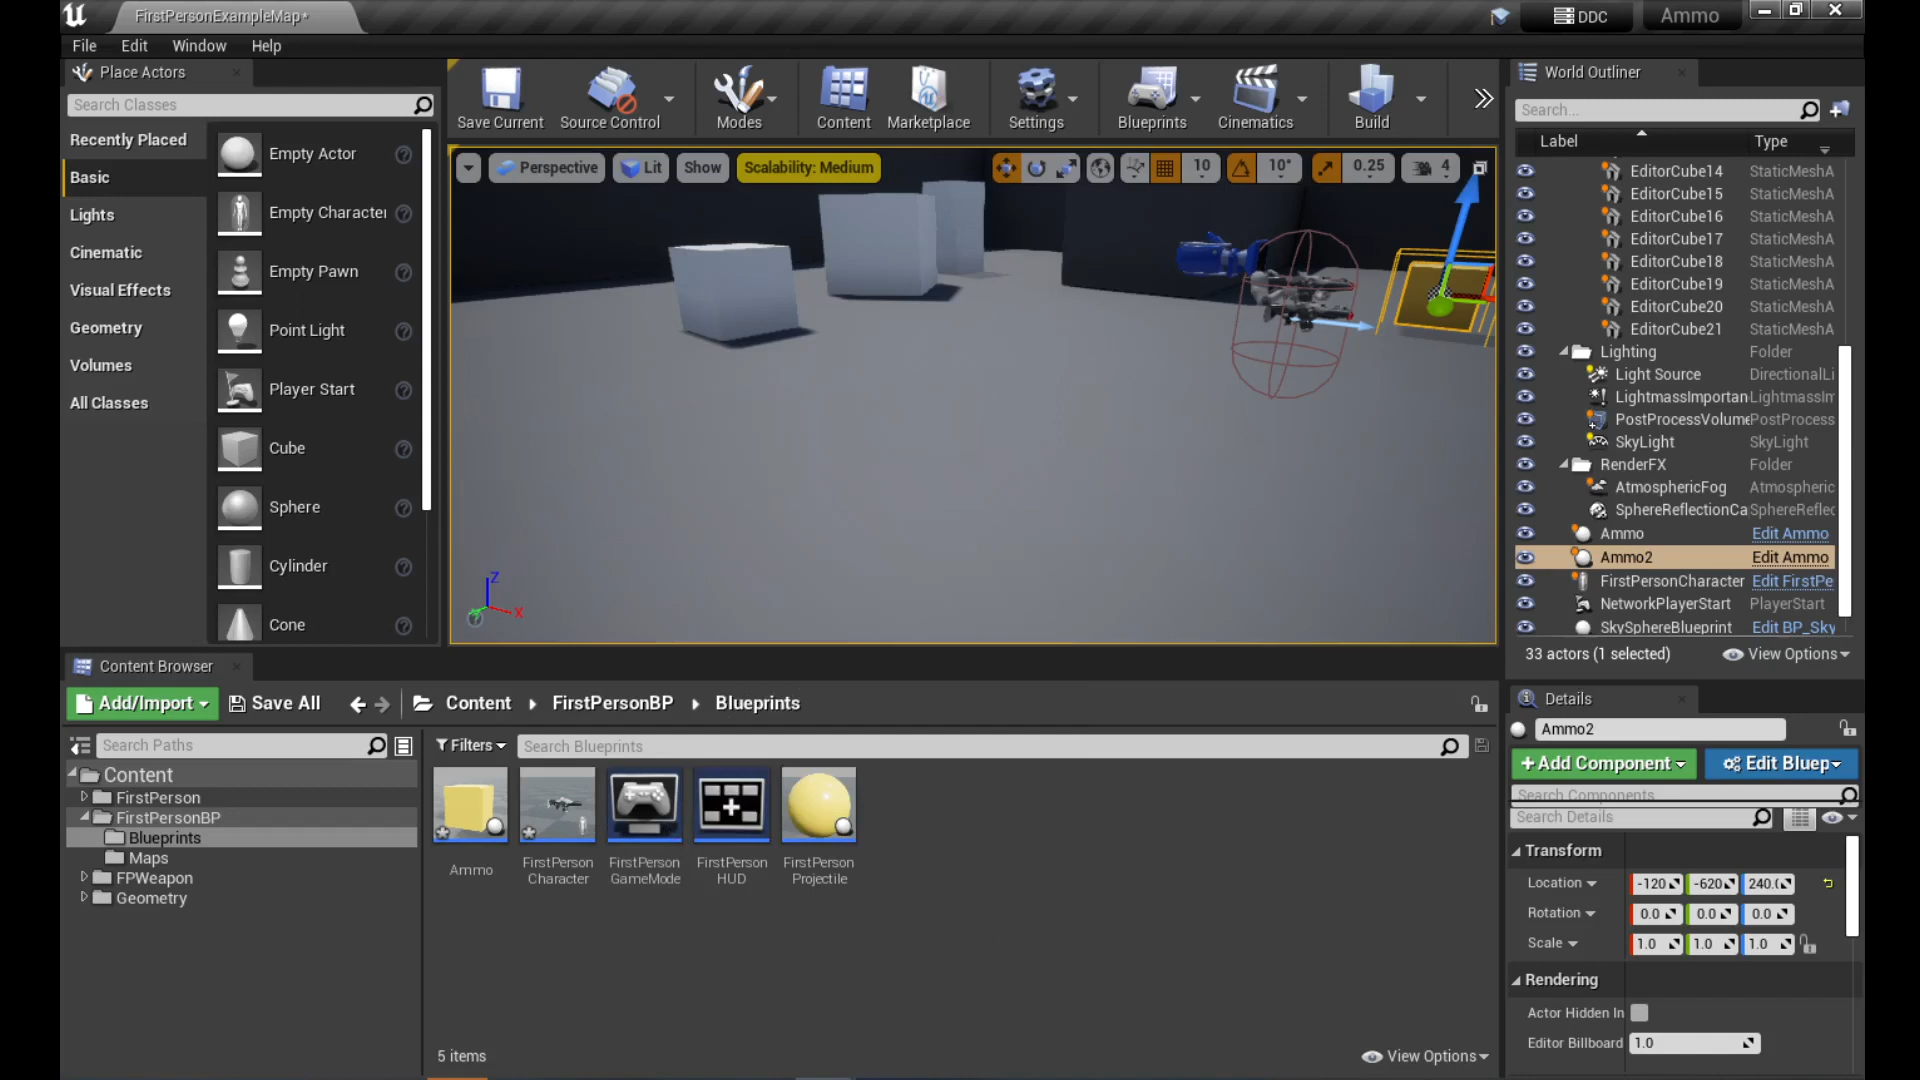 FirstPersonExampleMap*
DDC
Ammo
File Edit Window Help
Place Actors
Search Classes
Recently Placed
Basic
Lights
Cinematic
Visual Effects
Geometry
Volumes
All Classes
Empty Actor
Empty Character
Empty Pawn
Point Light
Player Start
Cube
Sphere
Cylinder
Cone
Save Current Source Control Modes Content Marketplace Settings Blueprints Cinematics Build
Perspective Lit Show Scalability: Medium 10 10° 0.25 4
Z
X
World Outliner
Search...
Label Type
EditorCube14 StaticMeshA
EditorCube15 StaticMeshA
EditorCube16 StaticMeshA
EditorCube17 StaticMeshA
EditorCube18 StaticMeshA
EditorCube19 StaticMeshA
EditorCube20 StaticMeshA
EditorCube21 StaticMeshA
Lighting Folder
Light Source DirectionalLi
LightmassImportan LightmassIm
PostProcessVolume PostProcess
SkyLight SkyLight
RenderFX Folder
AtmosphericFog Atmospheric
SphereReflectionCa SphereReflec
Ammo Edit Ammo
Ammo2 Edit Ammo
FirstPersonCharacter Edit FirstPe
NetworkPlayerStart PlayerStart
SkySphereBlueprint Edit BP_Sky
33 actors (1 selected) View Options
Content Browser
Add/Import Save All Content FirstPersonBP Blueprints
Search Paths
Filters Search Blueprints
Content
FirstPerson
FirstPersonBP
Blueprints
Maps
FPWeapon
Geometry
Ammo
FirstPerson
Character
FirstPerson
GameMode
FirstPerson
HUD
FirstPerson
Projectile
5 items View Options
Details
Ammo2
+Add Component Edit Bluep
Search Components
Search Details
Transform
Location -120 -620 240.(
Rotation 0.0 0.0 0.0
Scale 1.0 1.0 1.0
Rendering
Actor Hidden In
Editor Billboard 1.0